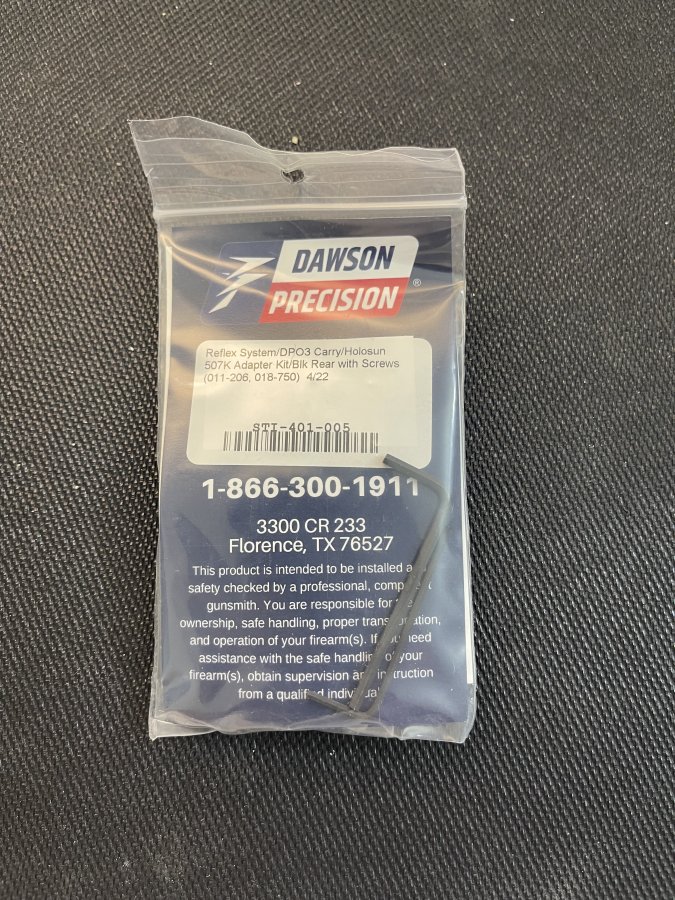 DAWSON
PRECISION®
Reflex System/DPO3 Carry/Holosun
507K Adapter Kit/Blk Rear with Screws
(011-206, 018-750) 4/22
STI-401-005
1-866-300-1911
3300 CR 233
Florence, TX 76527
This product is intended to be installed and
safety checked by a professional, competent
gunsmith. You are responsible for the
ownership, safe handling, proper transportation,
and operation of your firearm(s). If you need
assistance with the safe handling of your
firearm(s), obtain supervision and instruction
from a qualified individual